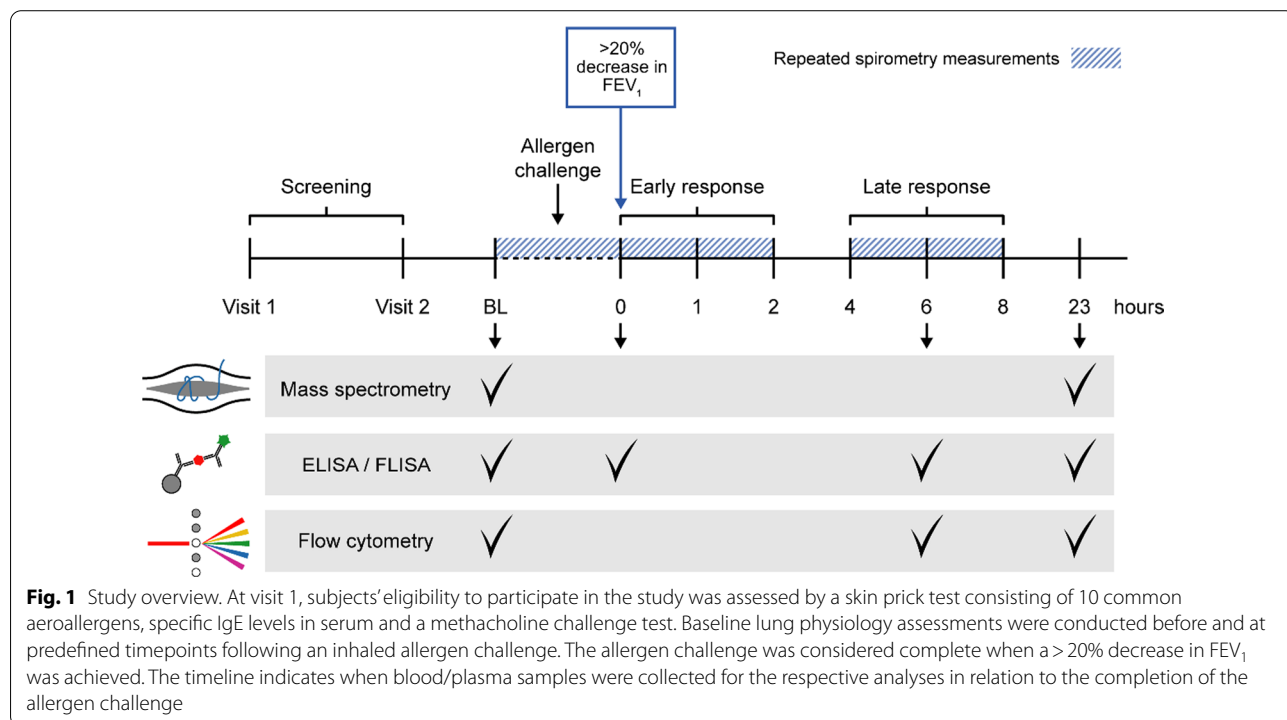 >20%
decrease in
FEV1
Repeated spirometry measurements
Allergen
challenge
Screening
Early response
Late response
Visit 1 Visit 2 BL 0 1 2 4 6 8 23 hours
Mass spectrometry
ELISA / FLISA
Flow cytometry
Fig. 1 Study overview. At visit 1, subjects' eligibility to participate in the study was assessed by a skin prick test consisting of 10 common
aeroallergens, specific IgE levels in serum and a methacholine challenge test. Baseline lung physiology assessments were conducted before and at
predefined timepoints following an inhaled allergen challenge. The allergen challenge was considered complete when a > 20% decrease in FEV1
was achieved. The timeline indicates when blood/plasma samples were collected for the respective analyses in relation to the completion of the
allergen challenge